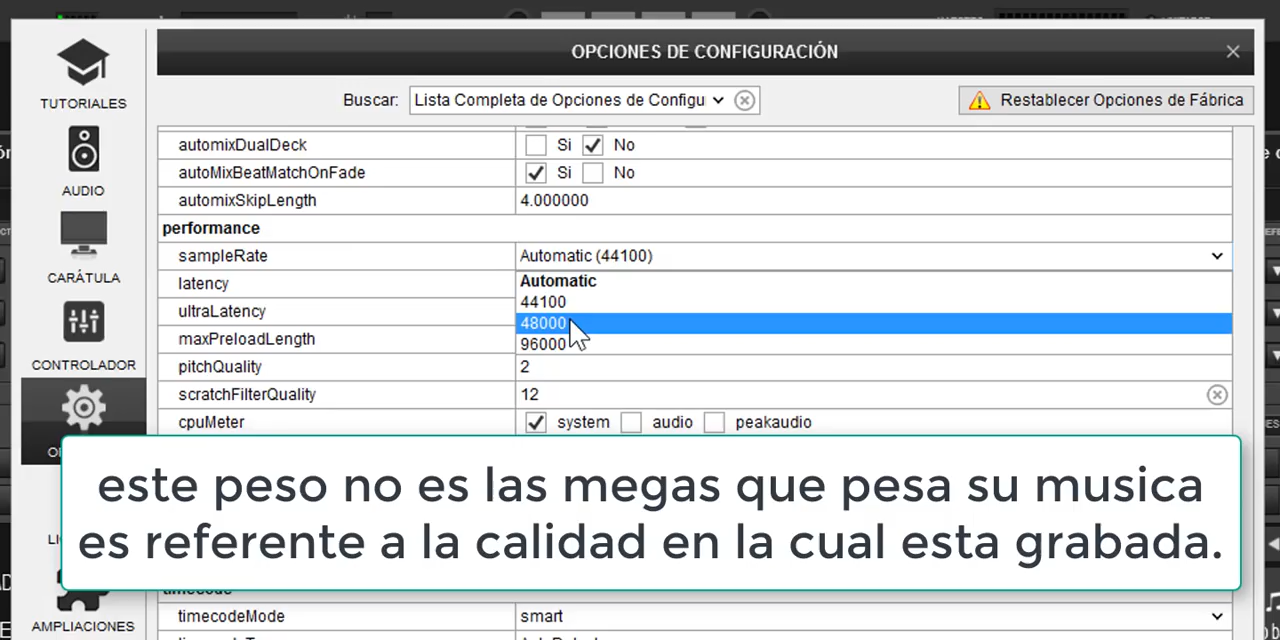 OPCIONES DE CONFIGURACIÓN
TUTORIALES
Buscar: Lista Completa de Opciones de Configu
Restablecer Opciones de Fábrica
automixDualDeck Si No
autoMixBeatMatchOnFade Si No
AUDIO
automixSkipLength 4.000000
performance
sampleRate Automatic (44100)
CARÁTULA
latency Automatic
44100
ultraLatency
48000
maxPreloadLength 96000
CONTROLADOR
pitchQuality 2
scratchFilterQuality 12
cpuMeter system audio peakaudio
este peso no es las megas que pesa su musica
es referente a la calidad en la cual esta grabada.
timecodeMode smart
AMPLIACIONES